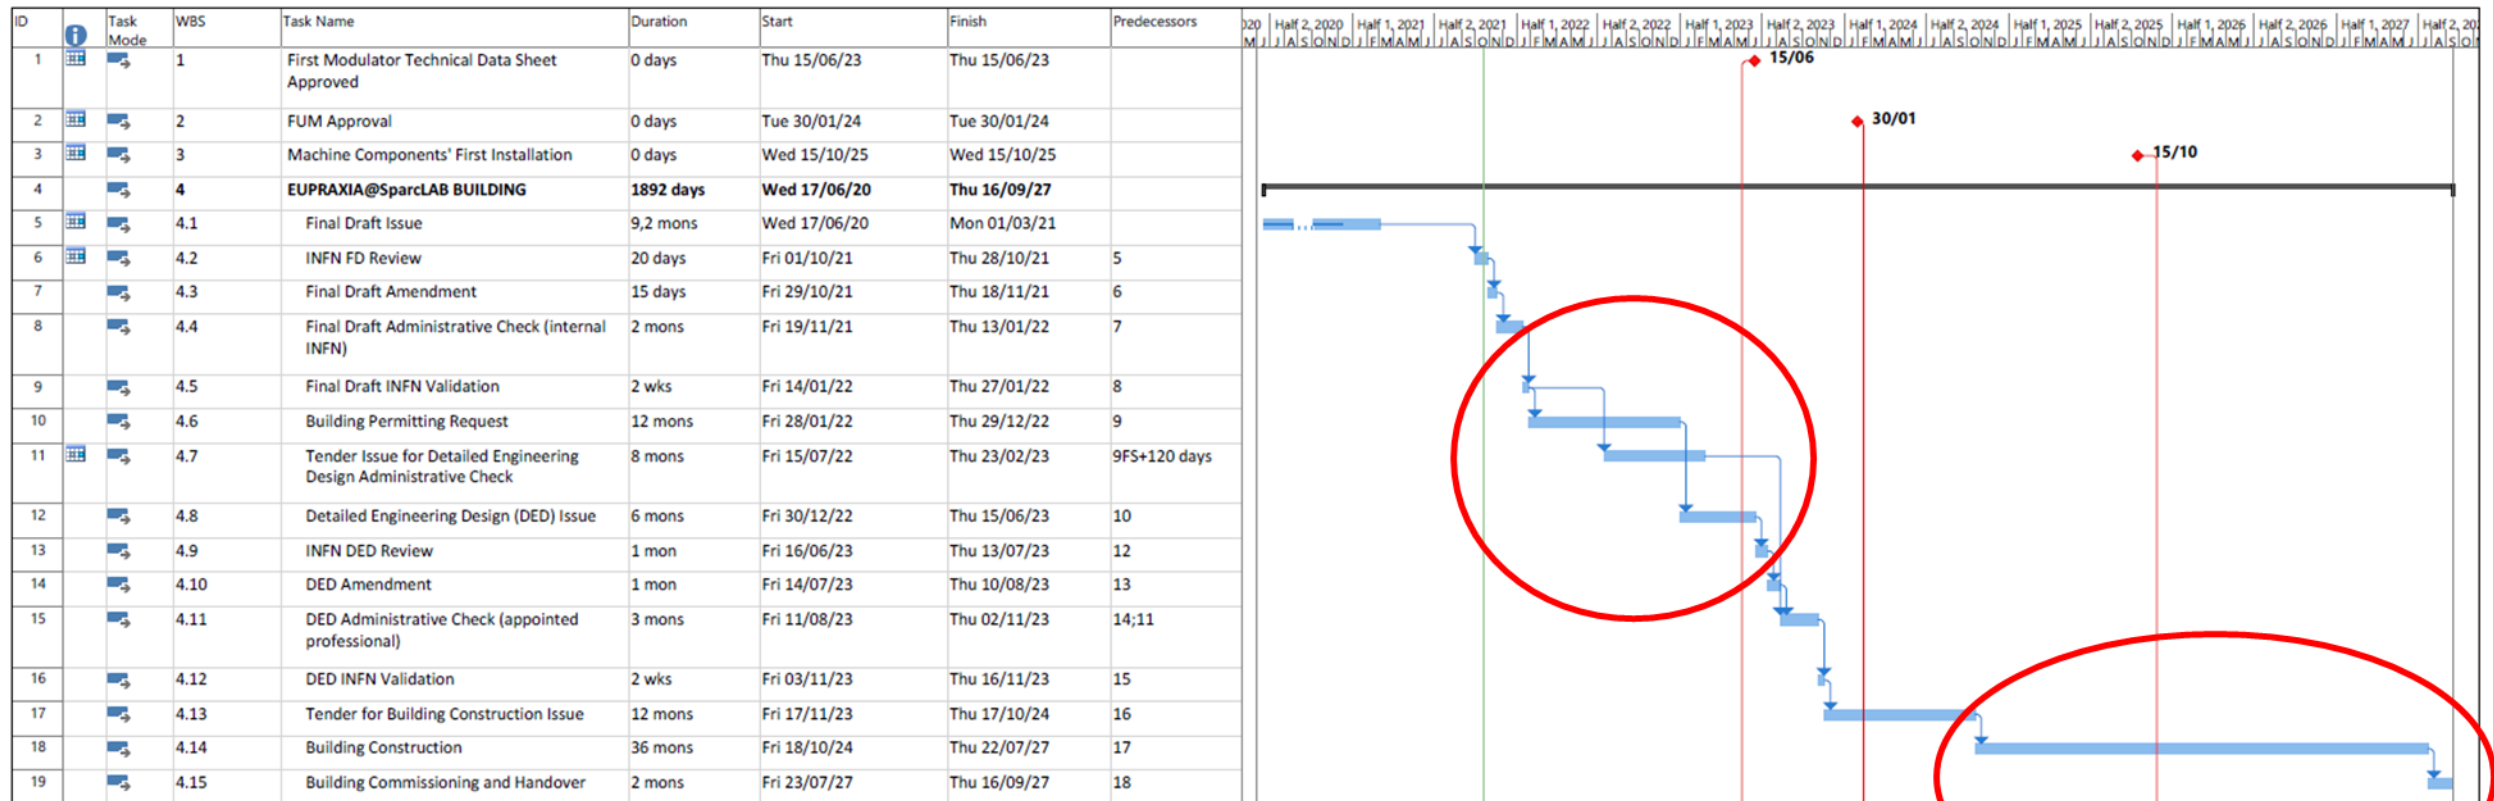 ID Task Mode WBS Task Name Duration Start Finish Predecessors
Half 2, 2020 Half 1, 2021 Half 2, 2021 Half 1, 2022 Half 2, 2022 Half 1, 2023 Half 2, 2023 Half 1, 2024 Half 2, 2024 Half 1, 2025 Half 2, 2025 Half 1, 2026 Half 2, 2026 Half 1, 2027
1 1 First Modulator Technical Data Sheet Approved 0 days Thu 15/06/23 Thu 15/06/23 15/06
2 2 FUM Approval 0 days Tue 30/01/24 Tue 30/01/24 30/01
3 3 Machine Components' First Installation 0 days Wed 15/10/25 Wed 15/10/25 15/10
4 4 EUPRAXIA@SparcLAB BUILDING 1892 days Wed 17/06/20 Thu 16/09/27
5 4.1 Final Draft Issue 9,2 mons Wed 17/06/20 Mon 01/03/21
6 4.2 INFN FD Review 20 days Fri 01/10/21 Thu 28/10/21 5
7 4.3 Final Draft Amendment 15 days Fri 29/10/21 Thu 18/11/21 6
8 4.4 Final Draft Administrative Check (internal INFN) 2 mons Fri 19/11/21 Thu 13/01/22 7
9 4.5 Final Draft INFN Validation 2 wks Fri 14/01/22 Thu 27/01/22 8
10 4.6 Building Permitting Request 12 mons Fri 28/01/22 Thu 29/12/22 9
11 4.7 Tender Issue for Detailed Engineering Design Administrative Check 8 mons Fri 15/07/22 Thu 23/02/23 9FS+120 days
12 4.8 Detailed Engineering Design (DED) Issue 6 mons Fri 30/12/22 Thu 15/06/23 10
13 4.9 INFN DED Review 1 mon Fri 16/06/23 Thu 13/07/23 12
14 4.10 DED Amendment 1 mon Fri 14/07/23 Thu 10/08/23 13
15 4.11 DED Administrative Check (appointed professional) 3 mons Fri 11/08/23 Thu 02/11/23 14;11
16 4.12 DED INFN Validation 2 wks Fri 03/11/23 Thu 16/11/23 15
17 4.13 Tender for Building Construction Issue 12 mons Fri 17/11/23 Thu 17/10/24 16
18 4.14 Building Construction 36 mons Fri 18/10/24 Thu 22/07/27 17
19 4.15 Building Commissioning and Handover 2 mons Fri 23/07/27 Thu 16/09/27 18